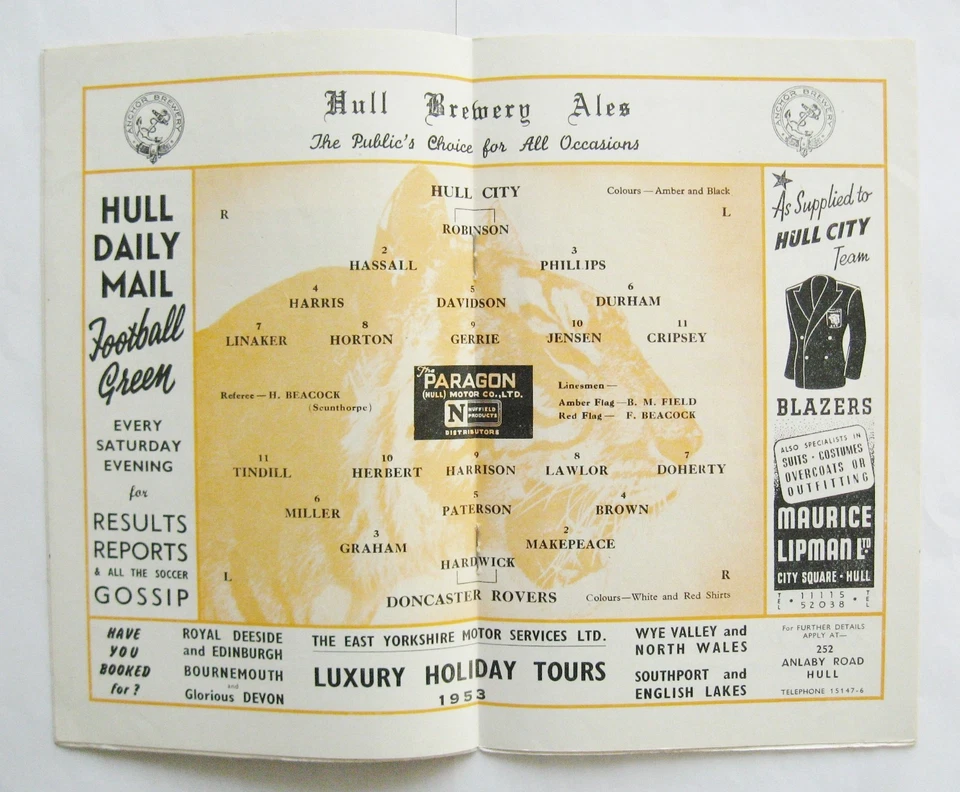 Hull Brewery Ales
The Public's Choice for All Occasions
ANCHOR BREWERY
ANCHOR BREWERY
HULL
DAILY
MAIL
Football
Green
EVERY
SATURDAY
EVENING
for
RESULTS
REPORTS
& ALL THE SOCCER
GOSSIP
HULL CITY
Colours — Amber and Black
R
L
ROBINSON
2
HASSALL
3
PHILLIPS
4
HARRIS
5
DAVIDSON
6
DURHAM
7
LINAKER
8
HORTON
9
GERRIE
10
JENSEN
11
CRIPSEY
Referee — H. BEACOCK
(Scunthorpe)
The
PARAGON
(HULL) MOTOR CO., LTD.
N NUFFIELD
PRODUCTS
DISTRIBUTORS
Linesmen —
Amber Flag — B. M. FIELD
Red Flag — F. BEACOCK
11
TINDILL
10
HERBERT
9
HARRISON
8
LAWLOR
7
DOHERTY
6
MILLER
5
PATERSON
4
BROWN
3
GRAHAM
2
MAKEPEACE
HARDWICK
L
R
DONCASTER ROVERS
Colours—White and Red Shirts
As Supplied to
HULL CITY
Team
BLAZERS
ALSO SPECIALISTS IN
SUITS · COSTUMES
OVERCOATS OR
OUTFITTING
MAURICE
LIPMAN LTD.
CITY SQUARE · HULL
TEL · 11115
52038 · TEL
HAVE
YOU
BOOKED
for?
ROYAL DEESIDE
and EDINBURGH
BOURNEMOUTH
and
Glorious DEVON
THE EAST YORKSHIRE MOTOR SERVICES LTD.
LUXURY HOLIDAY TOURS
1953
WYE VALLEY and
NORTH WALES
SOUTHPORT and
ENGLISH LAKES
For FURTHER DETAILS
APPLY AT—
252
ANLABY ROAD
HULL
TELEPHONE 15147-6